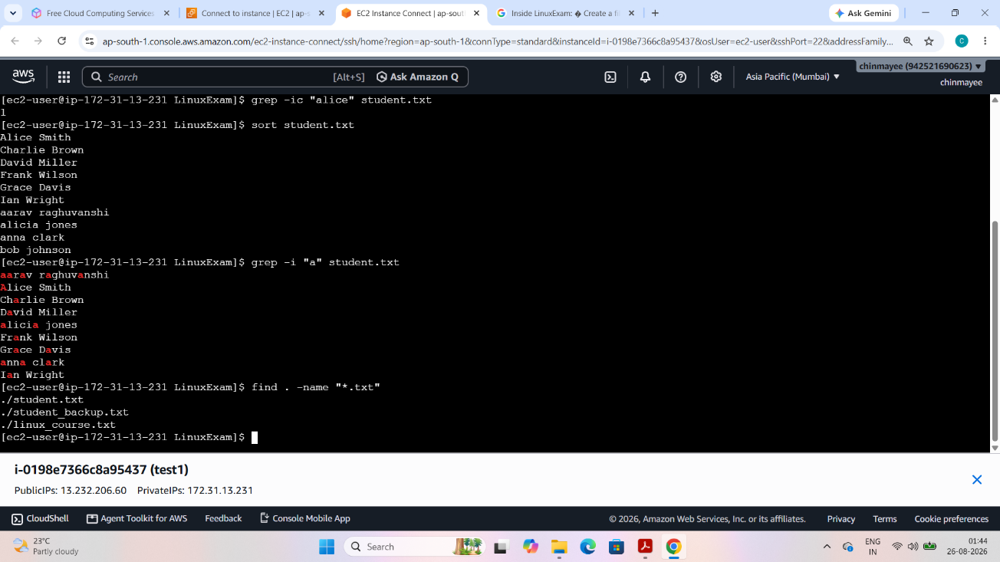 Free Cloud Computing Services
Connect to instance | EC2 | ap-s
EC2 Instance Connect | ap-sout
Inside LinuxExam: � Create a fi
Ask Gemini
ap-south-1.console.aws.amazon.com/ec2-instance-connect/ssh/home?region=ap-south-1&connType=standard&instanceId=i-0198e7366c8a95437&osUser=ec2-user&sshPort=22&addressFamily...
C
aws
Search
[Alt+S]
Ask Amazon Q
Asia Pacific (Mumbai)
chinmayee (942521690623)
chinmayee
[ec2-user@ip-172-31-13-231 LinuxExam]$ grep -ic "alice" student.txt
1
[ec2-user@ip-172-31-13-231 LinuxExam]$ sort student.txt
Alice Smith
Charlie Brown
David Miller
Frank Wilson
Grace Davis
Ian Wright
aarav raghuvanshi
alicia jones
anna clark
bob johnson
[ec2-user@ip-172-31-13-231 LinuxExam]$ grep -i "a" student.txt
aarav raghuvanshi
Alice Smith
Charlie Brown
David Miller
alicia jones
Frank Wilson
Grace Davis
anna clark
Ian Wright
[ec2-user@ip-172-31-13-231 LinuxExam]$ find . -name "*.txt"
./student.txt
./student_backup.txt
./linux_course.txt
[ec2-user@ip-172-31-13-231 LinuxExam]$
i-0198e7366c8a95437 (test1)
PublicIPs: 13.232.206.60 PrivateIPs: 172.31.13.231
CloudShell
Agent Toolkit for AWS
Feedback
Console Mobile App
© 2026, Amazon Web Services, Inc. or its affiliates.
Privacy
Terms
Cookie preferences
23°C
Partly cloudy
Search
ENG
IN
01:44
26-08-2026